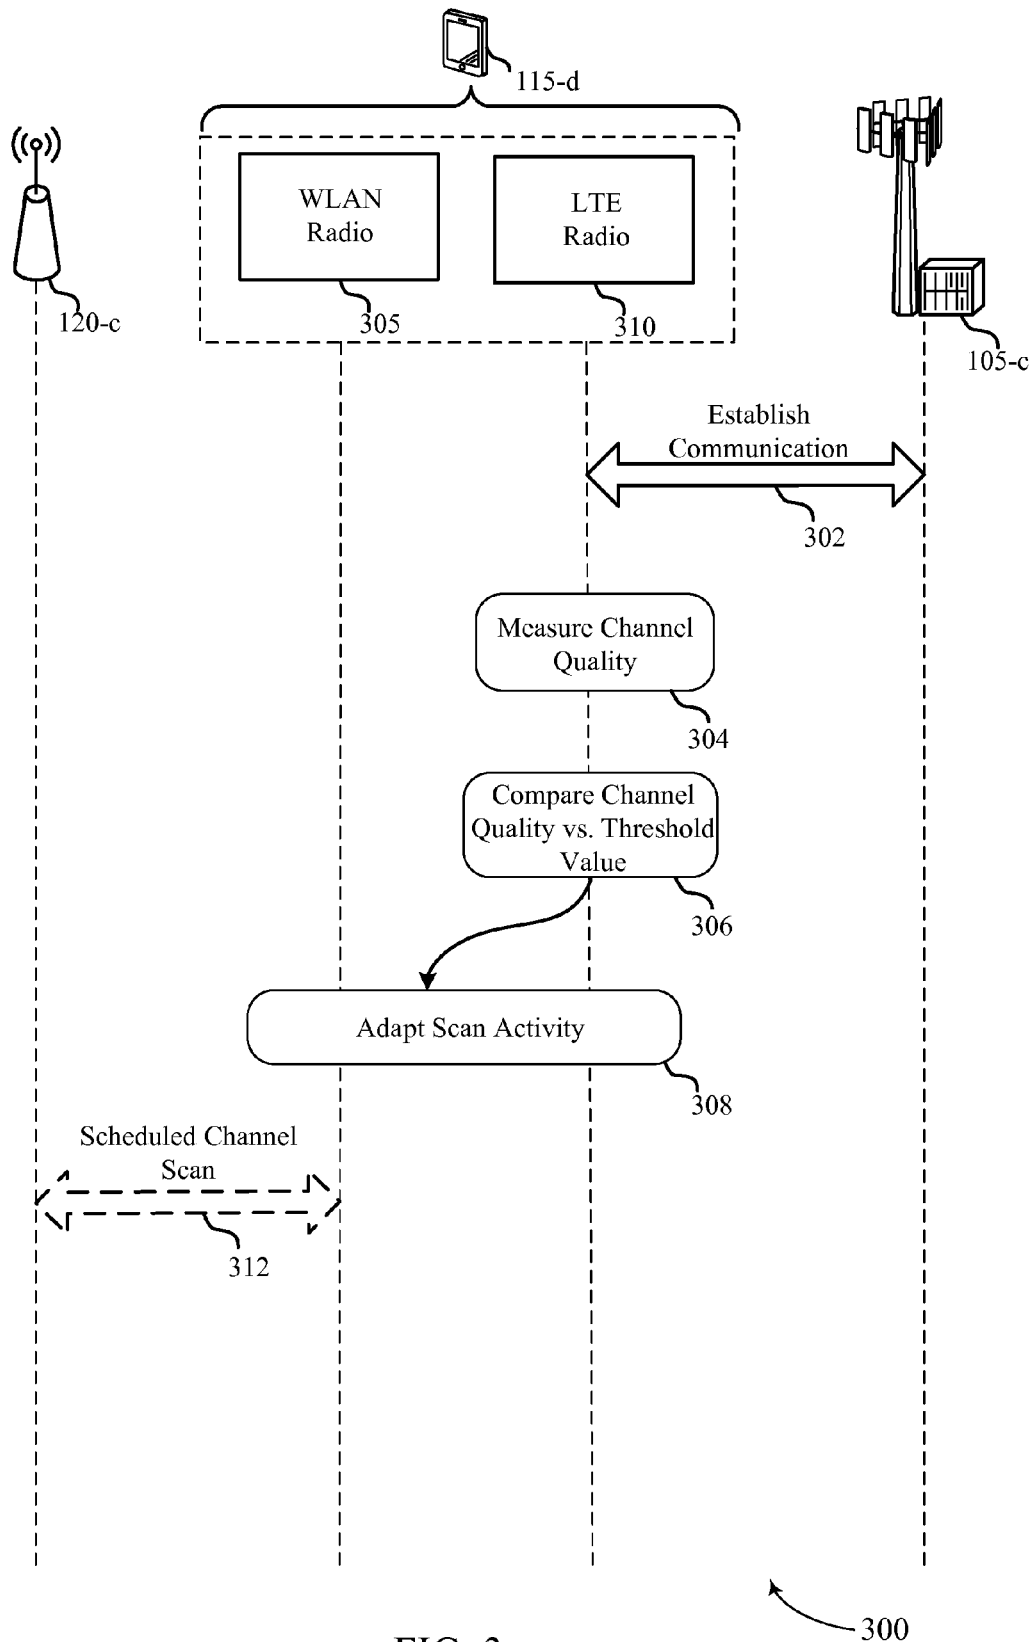 115-d
WLAN
Radio
LTE
Radio
120-c
305
310
105-c
Establish
Communication
302
Measure Channel
Quality
304
Compare Channel
Quality vs. Threshold
Value
306
Adapt Scan Activity
308
Scheduled Channel
Scan
312
300